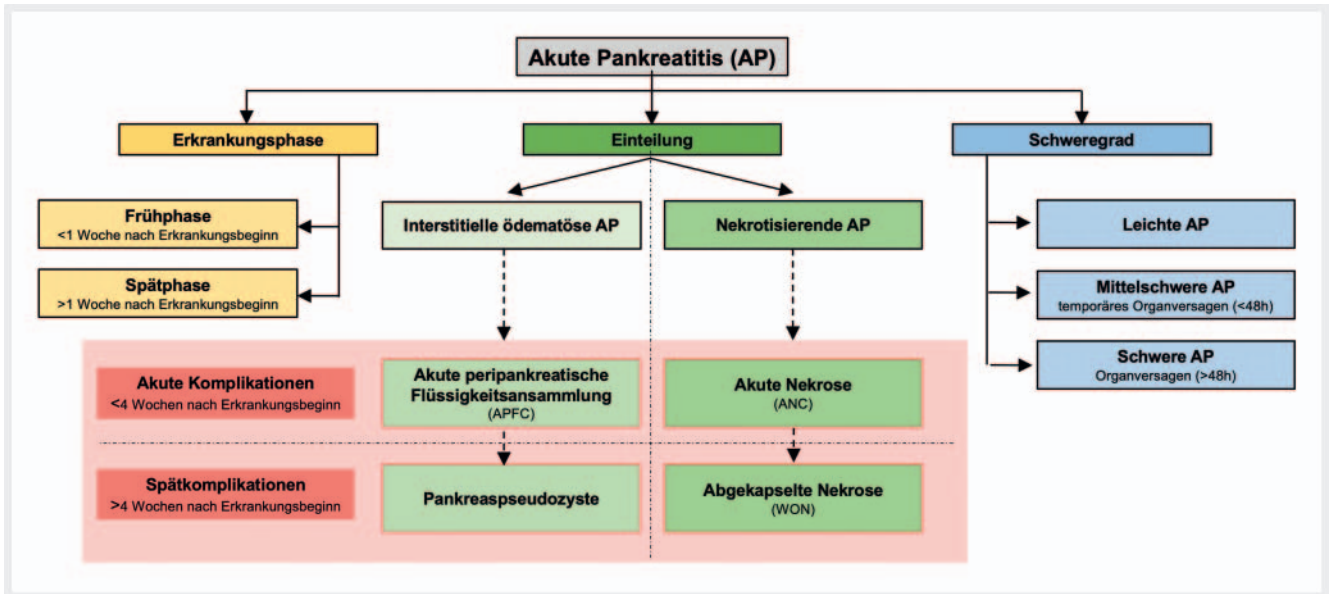 Akute Pankreatitis (AP)
Erkrankungsphase
Einteilung
Schweregrad
Frühphase
<1 Woche nach Erkrankungsbeginn
Spätphase
>1 Woche nach Erkrankungsbeginn
Interstitielle ödematöse AP
Nekrotisierende AP
Leichte AP
Mittelschwere AP
temporäres Organversagen (<48h)
Schwere AP
Organversagen (>48h)
Akute Komplikationen
<4 Wochen nach Erkrankungsbeginn
Akute peripankreatische
Flüssigkeitsansammlung
(APFC)
Akute Nekrose
(ANC)
Spätkomplikationen
>4 Wochen nach Erkrankungsbeginn
Pankreaspseudozyste
Abgekapselte Nekrose
(WON)